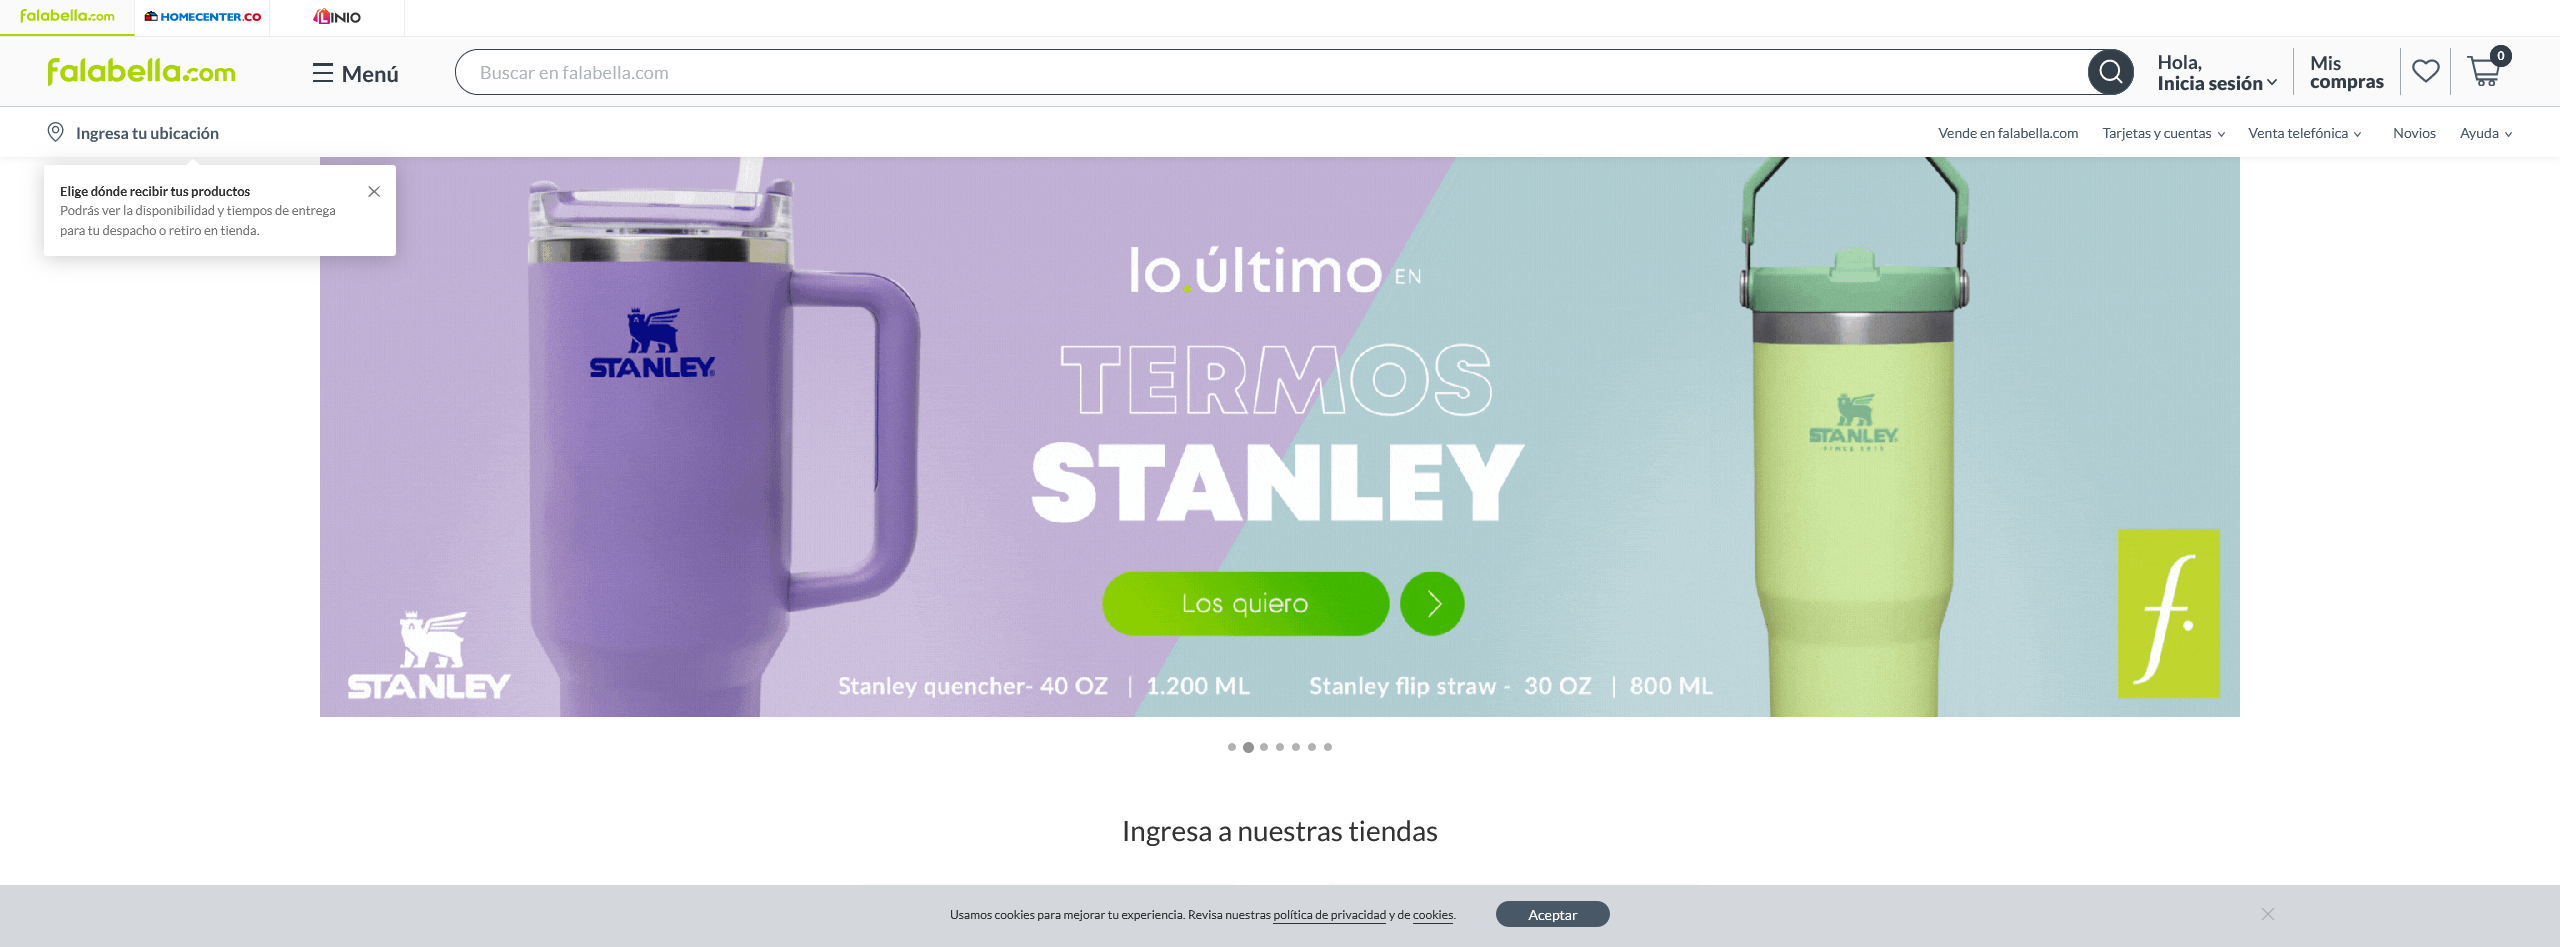 falabella.com
HOMECENTER.CO
LINIO
falabella.com
Menú
Buscar en falabella.com
Hola,
Inicia sesión
Mis
compras
0
Ingresa tu ubicación
Vende en falabella.com
Tarjetas y cuentas
Venta telefónica
Novios
Ayuda
Elige dónde recibir tus productos
Podrás ver la disponibilidad y tiempos de entrega
para tu despacho o retiro en tienda.
lo.último EN
TERMOS
STANLEY
Los quiero
STANLEY
STANLEY
SINCE 1913
STANLEY
f.
Stanley quencher- 40 OZ | 1.200 ML
Stanley flip straw - 30 OZ | 800 ML
Ingresa a nuestras tiendas
Usamos cookies para mejorar tu experiencia. Revisa nuestras política de privacidad y de cookies.
Aceptar